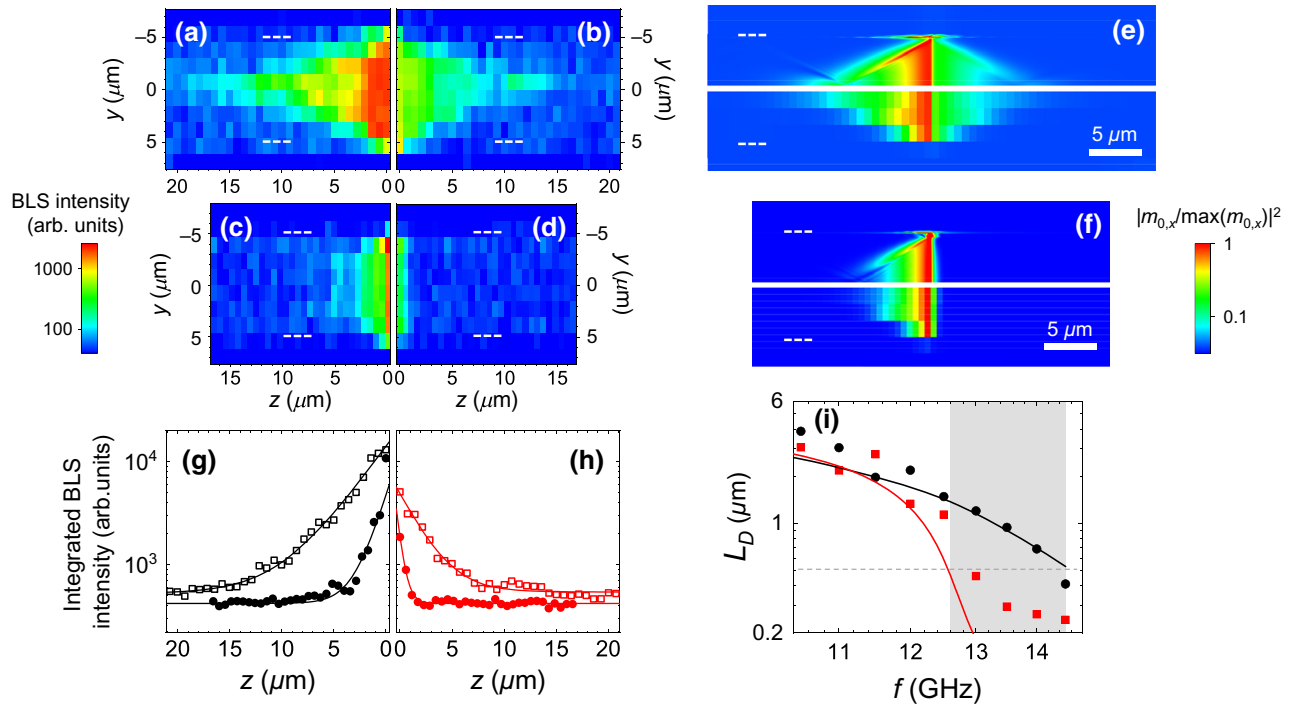 (a)
(b)
–5
0
5
y (μm)
20 15 10 5 0
0 5 10 15 20
–5
0
5
y (μm)
(e)
5 μm
BLS intensity
(arb. units)
1000
100
(c)
(d)
–5
0
5
y (μm)
15 10 5 0
0 5 10 15
z (μm)
z (μm)
–5
0
5
y (μm)
(f)
5 μm
|m0,x/max(m0,x)|²
1
0.1
(g)
(h)
10⁴
10³
Integrated BLS
intensity (arb.units)
20 15 10 5 0
0 5 10 15 20
z (μm)
z (μm)
(i)
6
1
0.2
L_D (μm)
11 12 13 14
f (GHz)